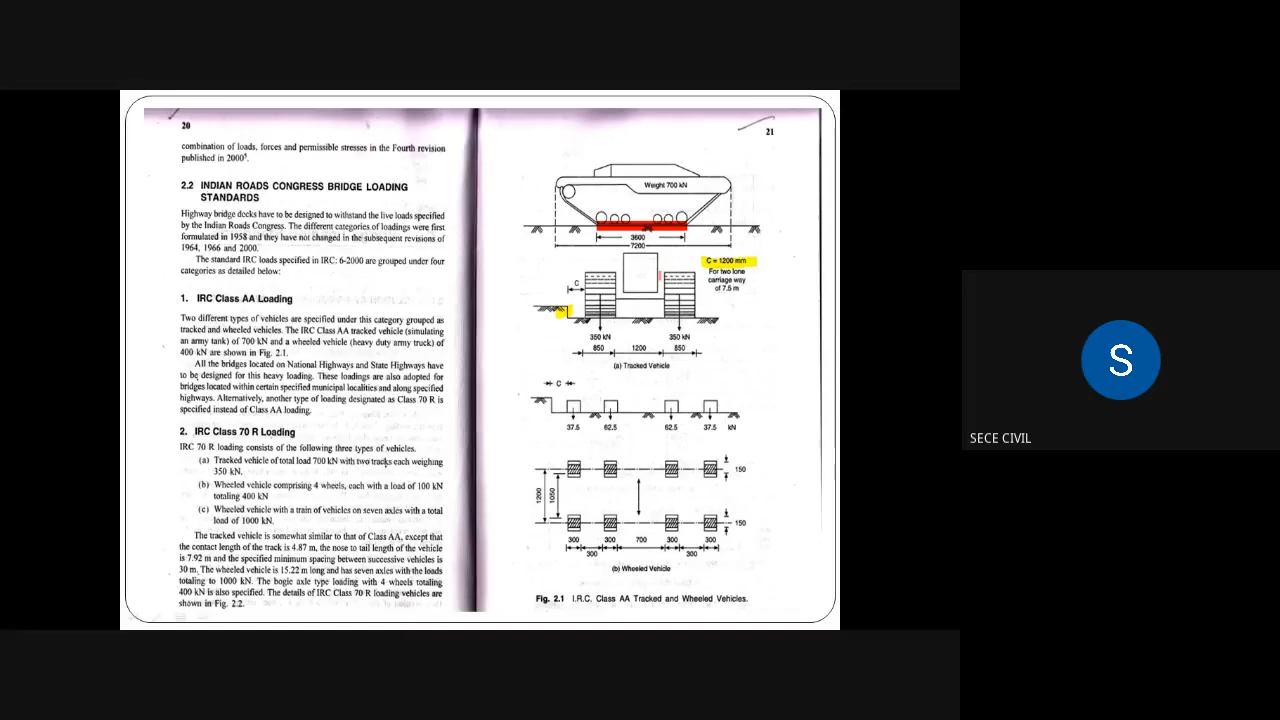 20
combination of loads, forces and permissible stresses in the Fourth revision
published in 2000⁵.
2.2 INDIAN ROADS CONGRESS BRIDGE LOADING
STANDARDS
Highway bridge decks have to be designed to withstand the live loads specified
by the Indian Roads Congress. The different categories of loadings were first
formulated in 1958 and they have not changed in the subsequent revisions of
1964, 1966 and 2000.
The standard IRC loads specified in IRC: 6-2000 are grouped under four
categories as detailed below:
1. IRC Class AA Loading
Two different types of vehicles are specified under this category grouped as
tracked and wheeled vehicles. The IRC Class AA tracked vehicle (simulating
an army tank) of 700 kN and a wheeled vehicle (heavy duty army truck) of
400 kN are shown in Fig. 2.1.
All the bridges located on National Highways and State Highways have
to be designed for this heavy loading. These loadings are also adopted for
bridges located within certain specified municipal localities and along specified
highways. Alternatively, another type of loading designated as Class 70 R is
specified instead of Class AA loading.
2. IRC Class 70 R Loading
IRC 70 R loading consists of the following three types of vehicles.
(a) Tracked vehicle of total load 700 kN with two tracks each weighing
350 kN.
(b) Wheeled vehicle comprising 4 wheels, each with a load of 100 kN
totaling 400 kN
(c) Wheeled vehicle with a train of vehicles on seven axles with a total
load of 1000 kN.
The tracked vehicle is somewhat similar to that of Class AA, except that
the contact length of the track is 4.87 m, the nose to tail length of the vehicle
is 7.92 m and the specified minimum spacing between successive vehicles is
30 m. The wheeled vehicle is 15.22 m long and has seven axles with the loads
totaling to 1000 kN. The bogie axle type loading with 4 wheels totaling
400 kN is also specified. The details of IRC Class 70 R loading vehicles are
shown in Fig. 2.2.
21
Weight 700 kN
3600
7200
C = 1200 mm
For two lone
carriage way
of 7.5 m
C
350 kN 350 kN
850 1200 850
(a) Tracked Vehicle
C
37.5 62.5 62.5 37.5 kN
150
1200 1050
150
300 300 700 300 300
300 300
(b) Wheeled Vehicle
Fig. 2.1 I.R.C. Class AA Tracked and Wheeled Vehicles.
S
SECE CIVIL